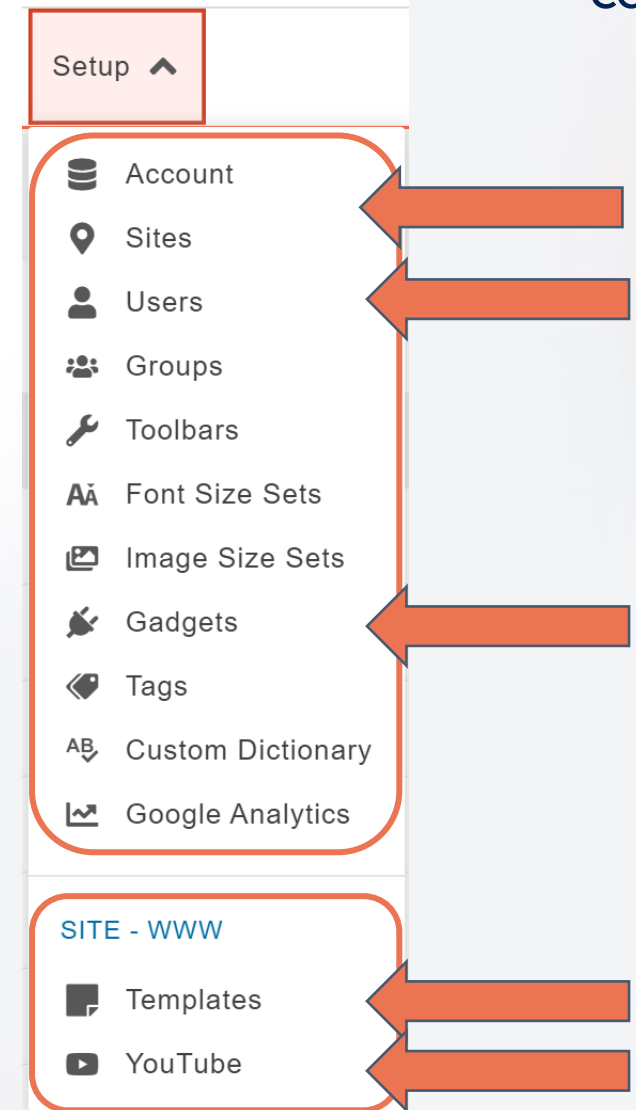 Setup
Account
Sites
Users
Groups
Toolbars
Font Size Sets
Image Size Sets
Gadgets
Tags
Custom Dictionary
Google Analytics
SITE - WWW
Templates
YouTube